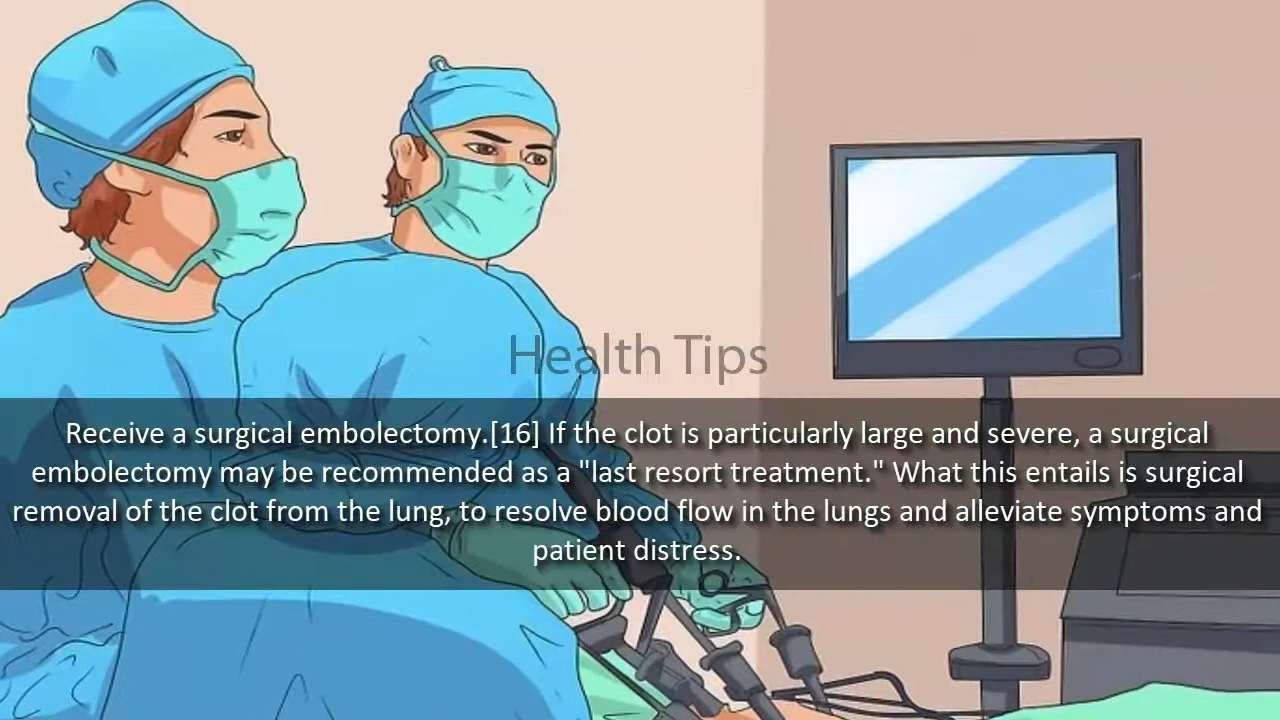 Health Tips
Receive a surgical embolectomy.[16] If the clot is particularly large and severe, a surgical
embolectomy may be recommended as a "last resort treatment." What this entails is surgical
removal of the clot from the lung, to resolve blood flow in the lungs and alleviate symptoms and
patient distress.